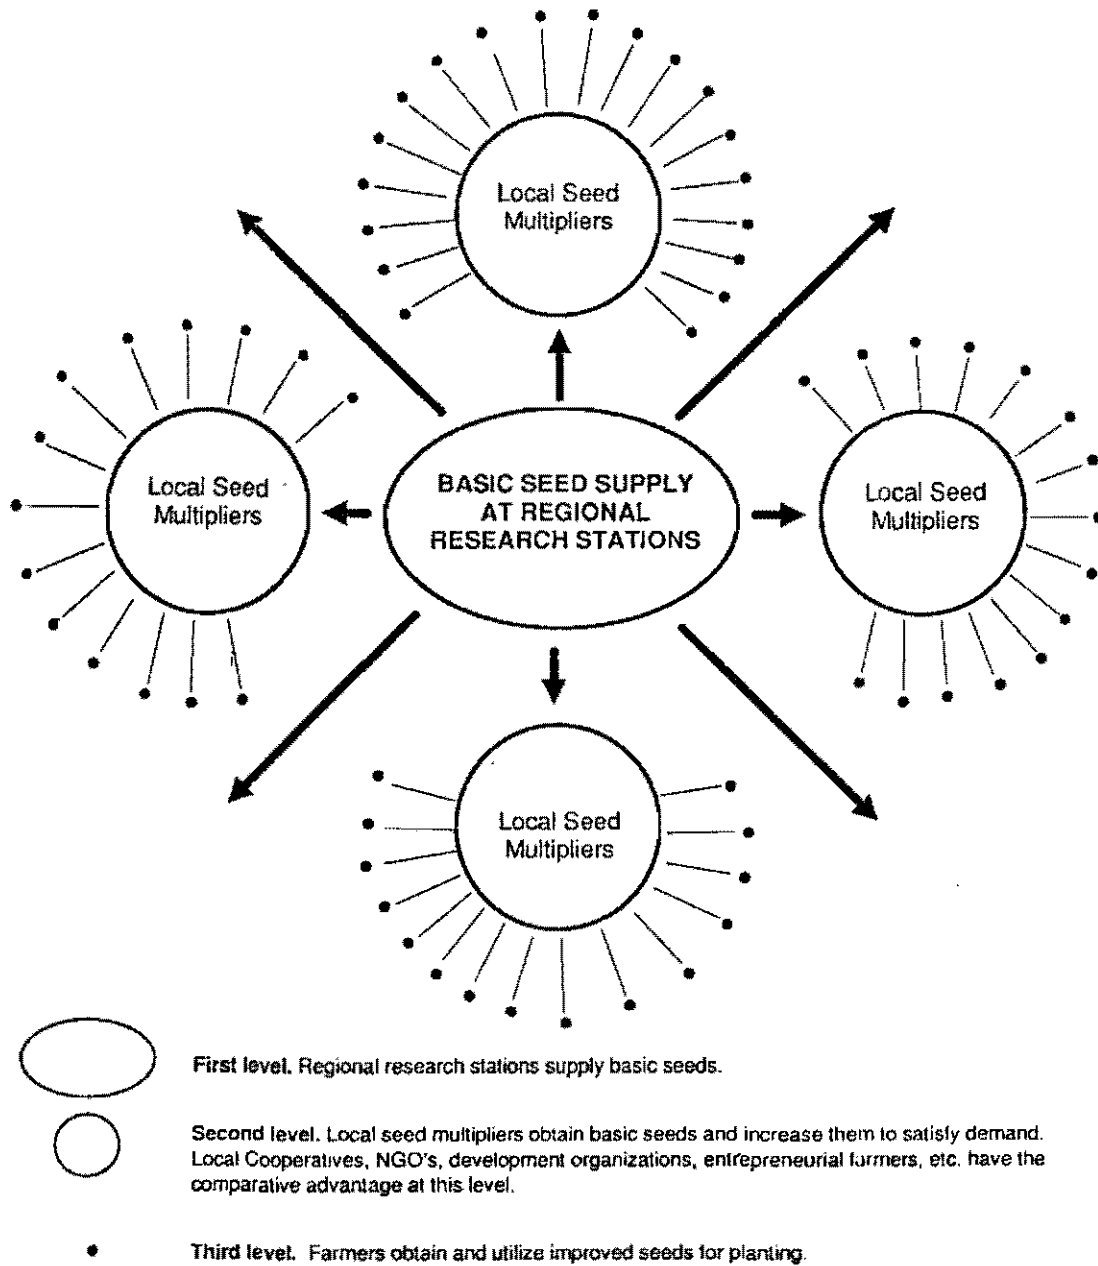 Local Seed
Multipliers
Local Seed
Multipliers
BASIC SEED SUPPLY
AT REGIONAL
RESEARCH STATIONS
Local Seed
Multipliers
Local Seed
Multipliers
First level. Regional research stations supply basic seeds.
Second level. Local seed multipliers obtain basic seeds and increase them to satisfy demand.
Local Cooperatives, NGO's, development organizations, entrepreneurial farmers, etc. have the
comparative advantage at this level.
Third level. Farmers obtain and utilize improved seeds for planting.